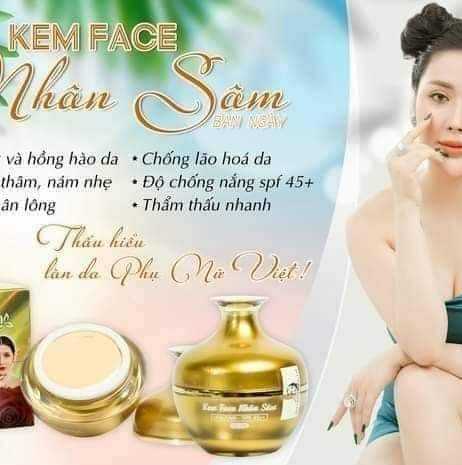 KEM FACE
Nhân Sâm
BAN NGÀY
và hồng hào da
• Chống lão hoá da
thâm, nám nhẹ
• Độ chống nắng spf 45+
ân lông
• Thẩm thấu nhanh
Thấu hiểu
làn da Phụ Nữ Việt!
Kem Face Nhân Sâm